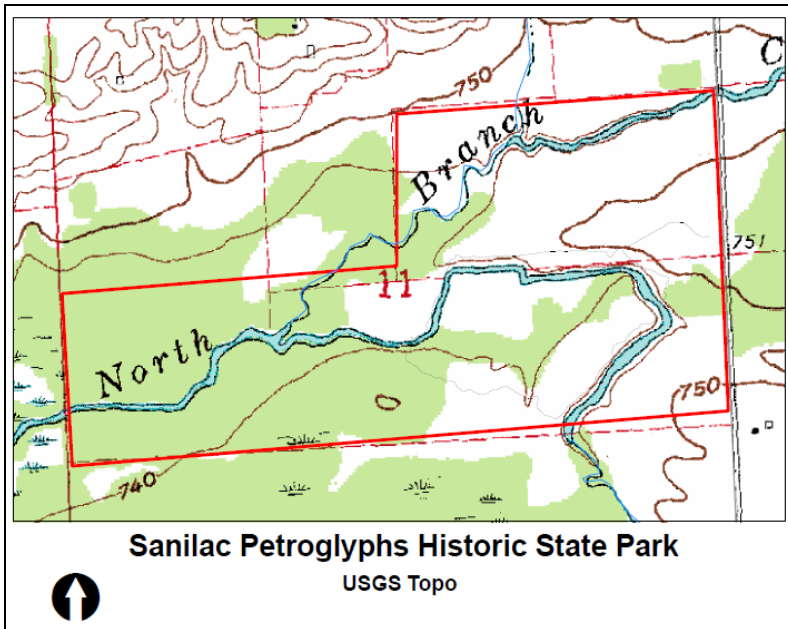 C
750
Branch
751
11
North
750
740
Sanilac Petroglyphs Historic State Park
USGS Topo